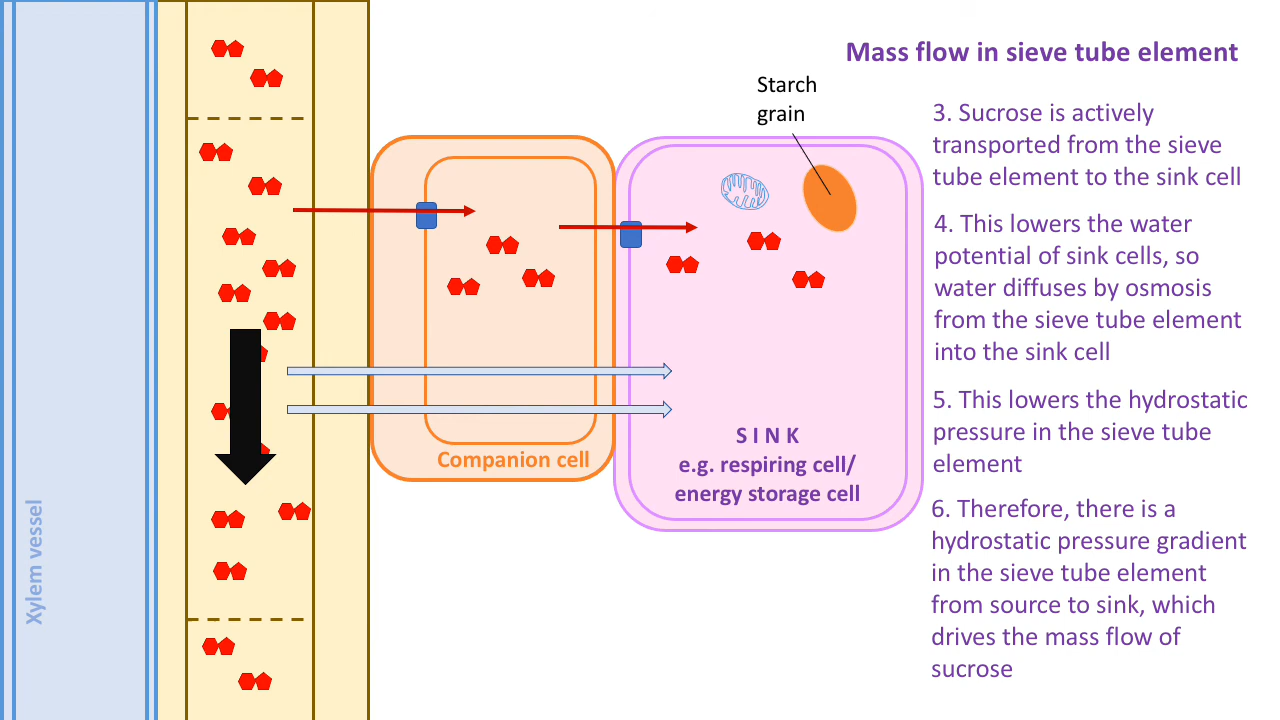 Mass flow in sieve tube element
Starch
grain
3. Sucrose is actively
transported from the sieve
tube element to the sink cell
4. This lowers the water
potential of sink cells, so
water diffuses by osmosis
from the sieve tube element
into the sink cell
5. This lowers the hydrostatic
pressure in the sieve tube
element
6. Therefore, there is a
hydrostatic pressure gradient
in the sieve tube element
from source to sink, which
drives the mass flow of
sucrose
S I N K
e.g. respiring cell/
energy storage cell
Companion cell
Xylem vessel